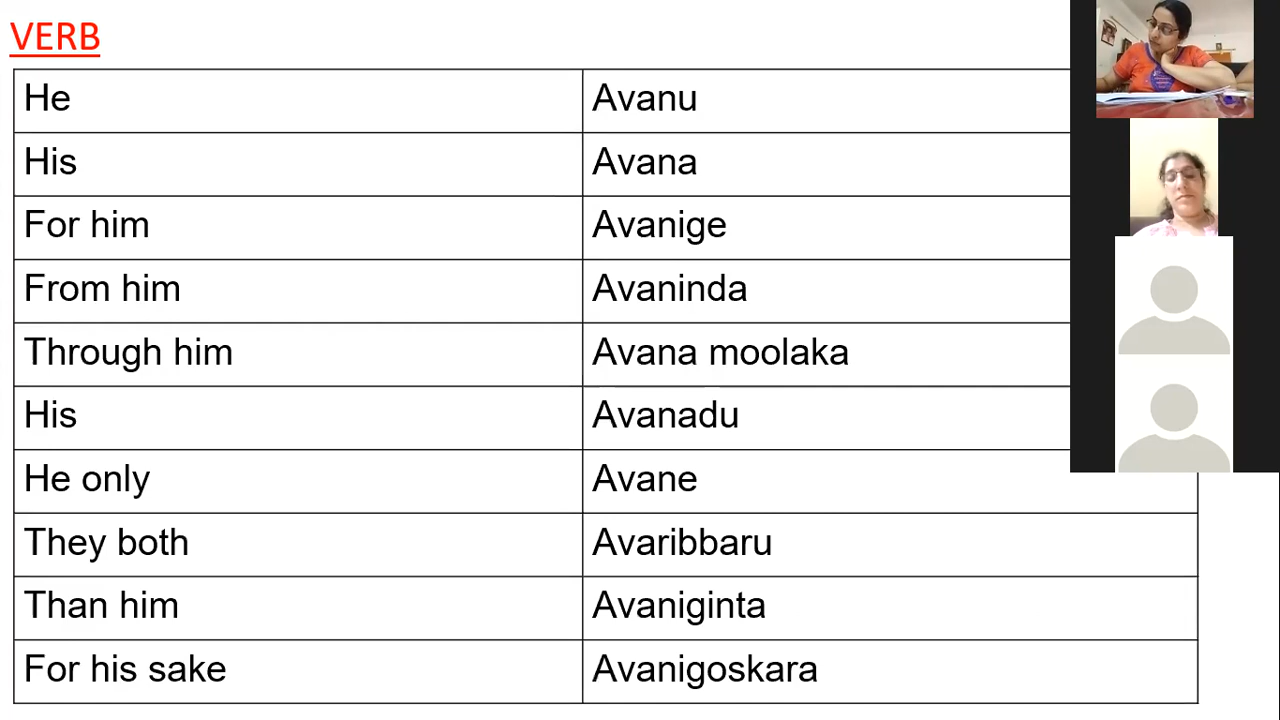 VERB
He Avanu
His Avana
For him Avanige
From him Avaninda
Through him Avana moolaka
His Avanadu
He only Avane
They both Avaribbaru
Than him Avaniginta
For his sake Avanigoskara